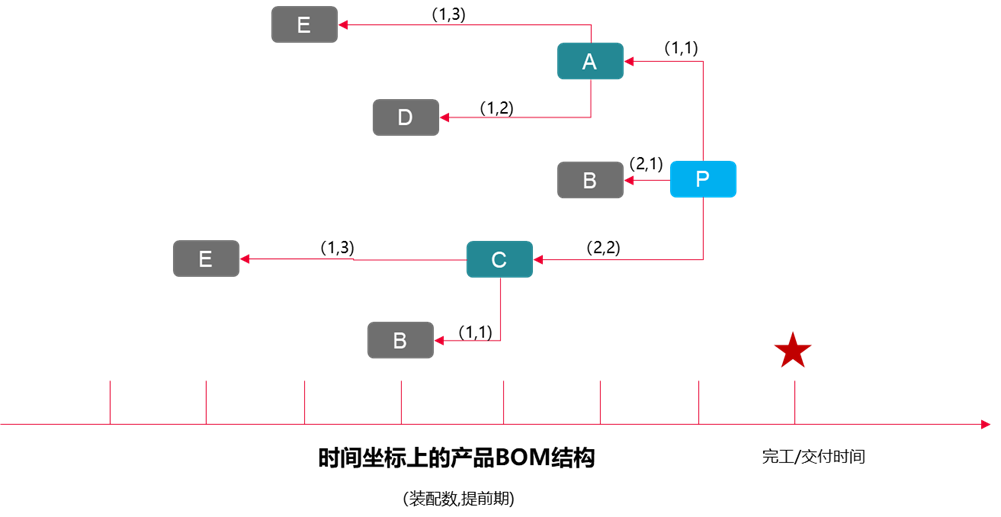 (1,3)
E
A
(1,1)
D
(1,2)
(2,1)
B
P
(1,3)
(2,2)
E
C
(1,1)
B
时间坐标上的产品BOM结构
完工/交付时间
(装配数,提前期)